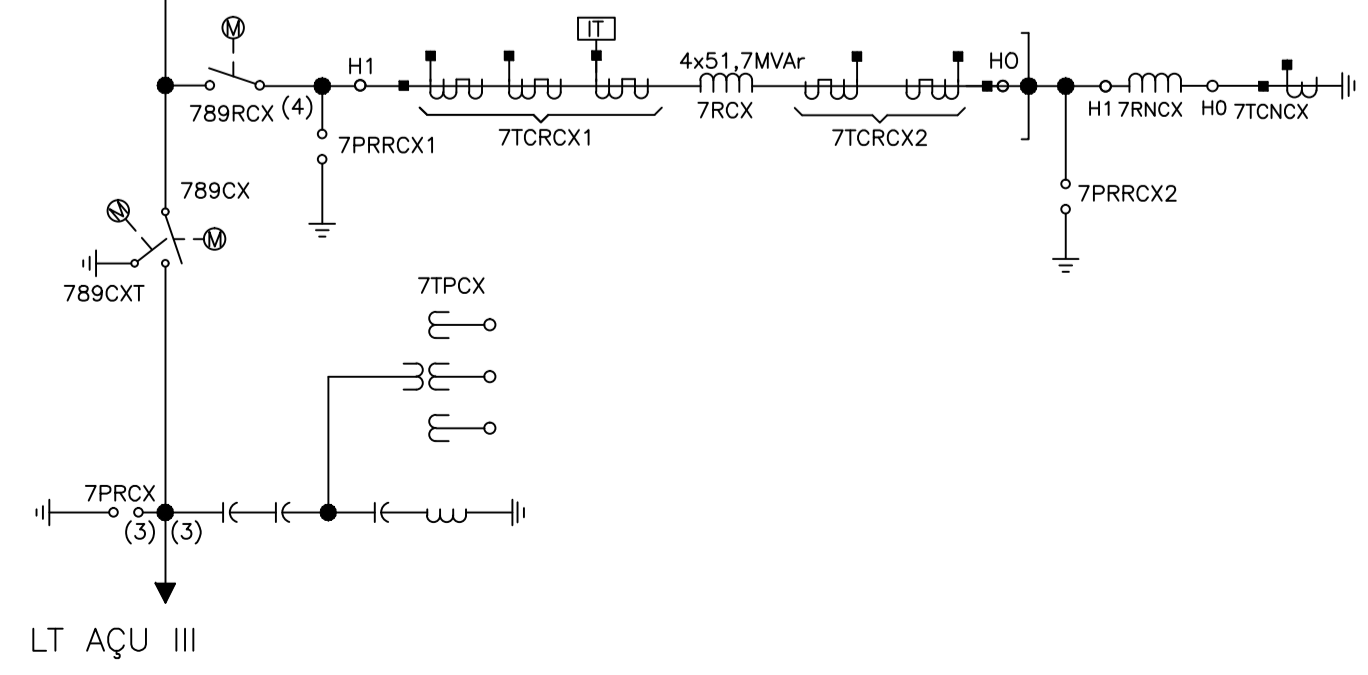 M
IT
H1
4x51,7MVAr
H0
789RCX
(4)
7RCX
H1
7RNCX
H0
7TCNCX
7PRRCX1
7TCRCX1
7TCRCX2
789CX
7PRRCX2
M
M
789CXT
7TPCX
7PRCX
(3)
(3)
LT AÇU III